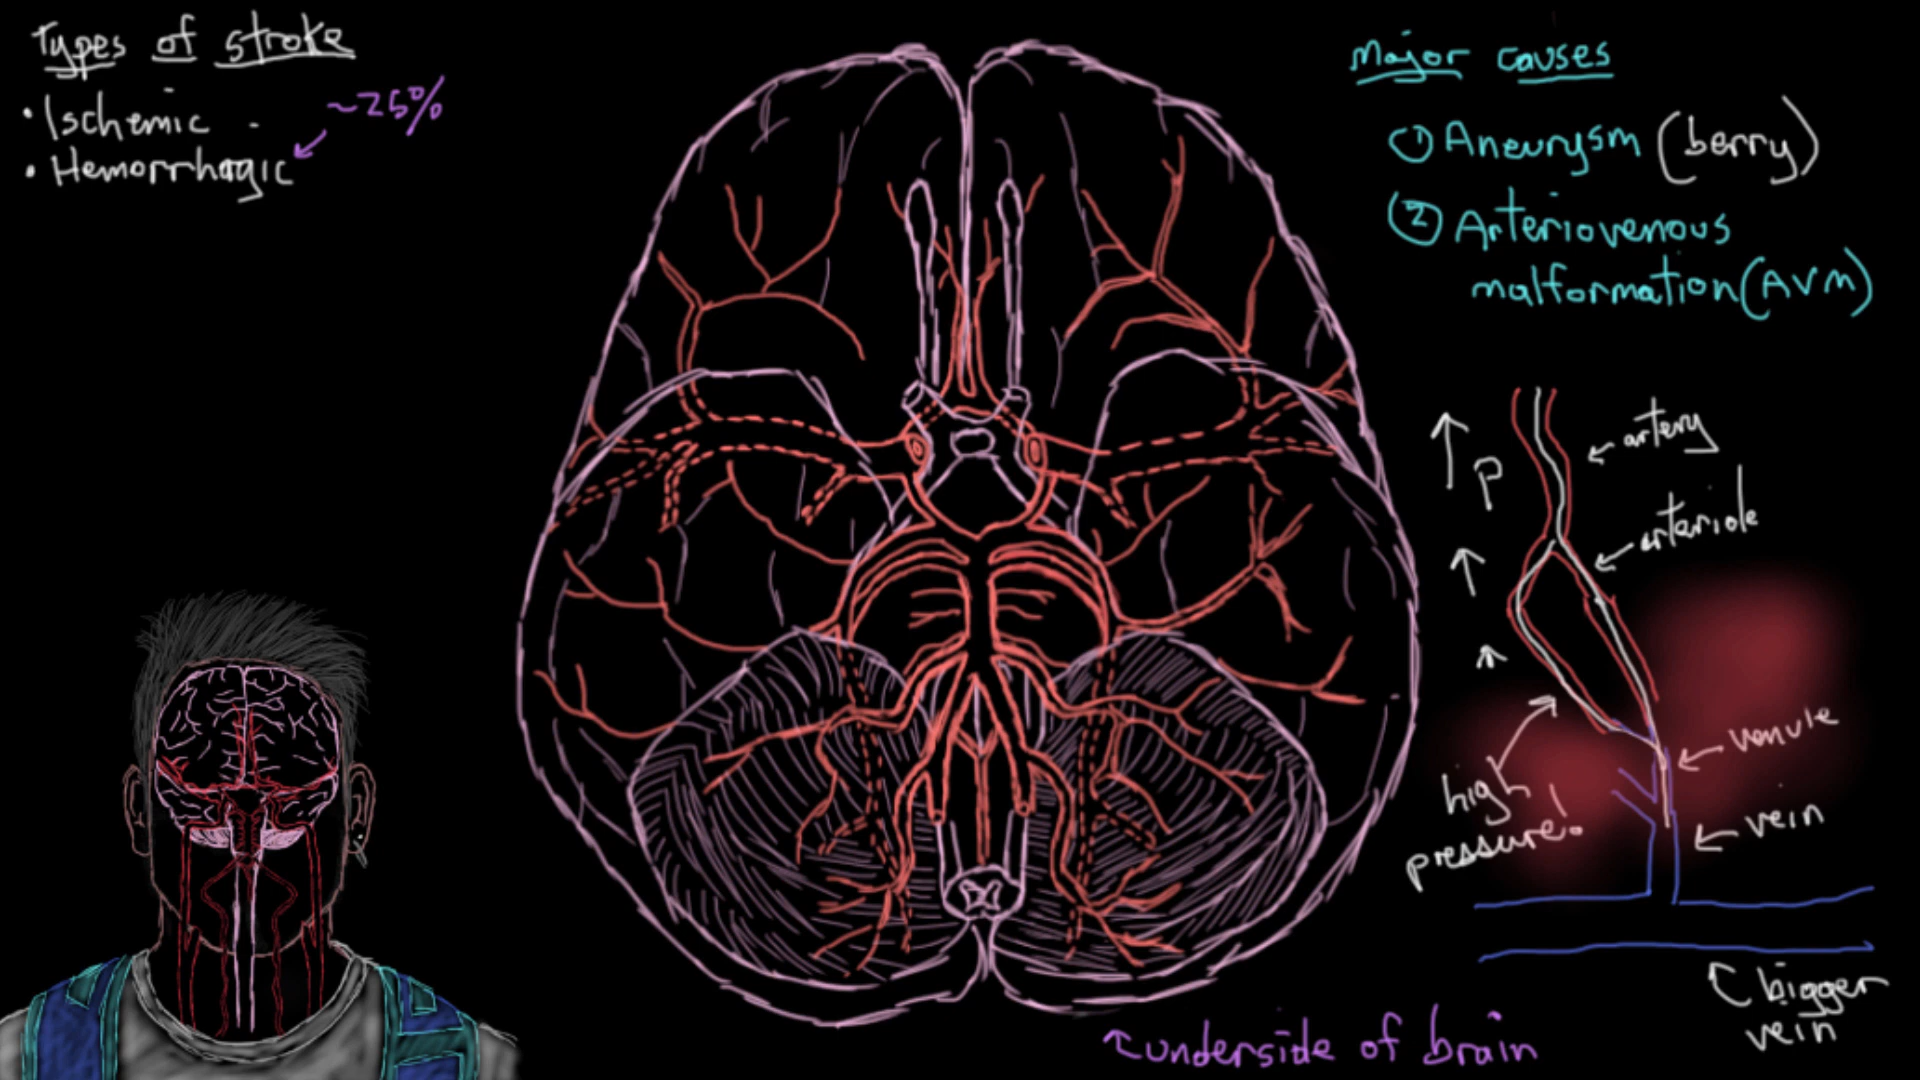 Types of stroke
• Ischemic
~25%
• Hemorrhagic
Major causes
① Aneurysm (berry)
② Arteriovenous
malformation (AVM)
P
← artery
← arteriole
← venule
high
pressure!
← vein
bigger
vein
underside of brain